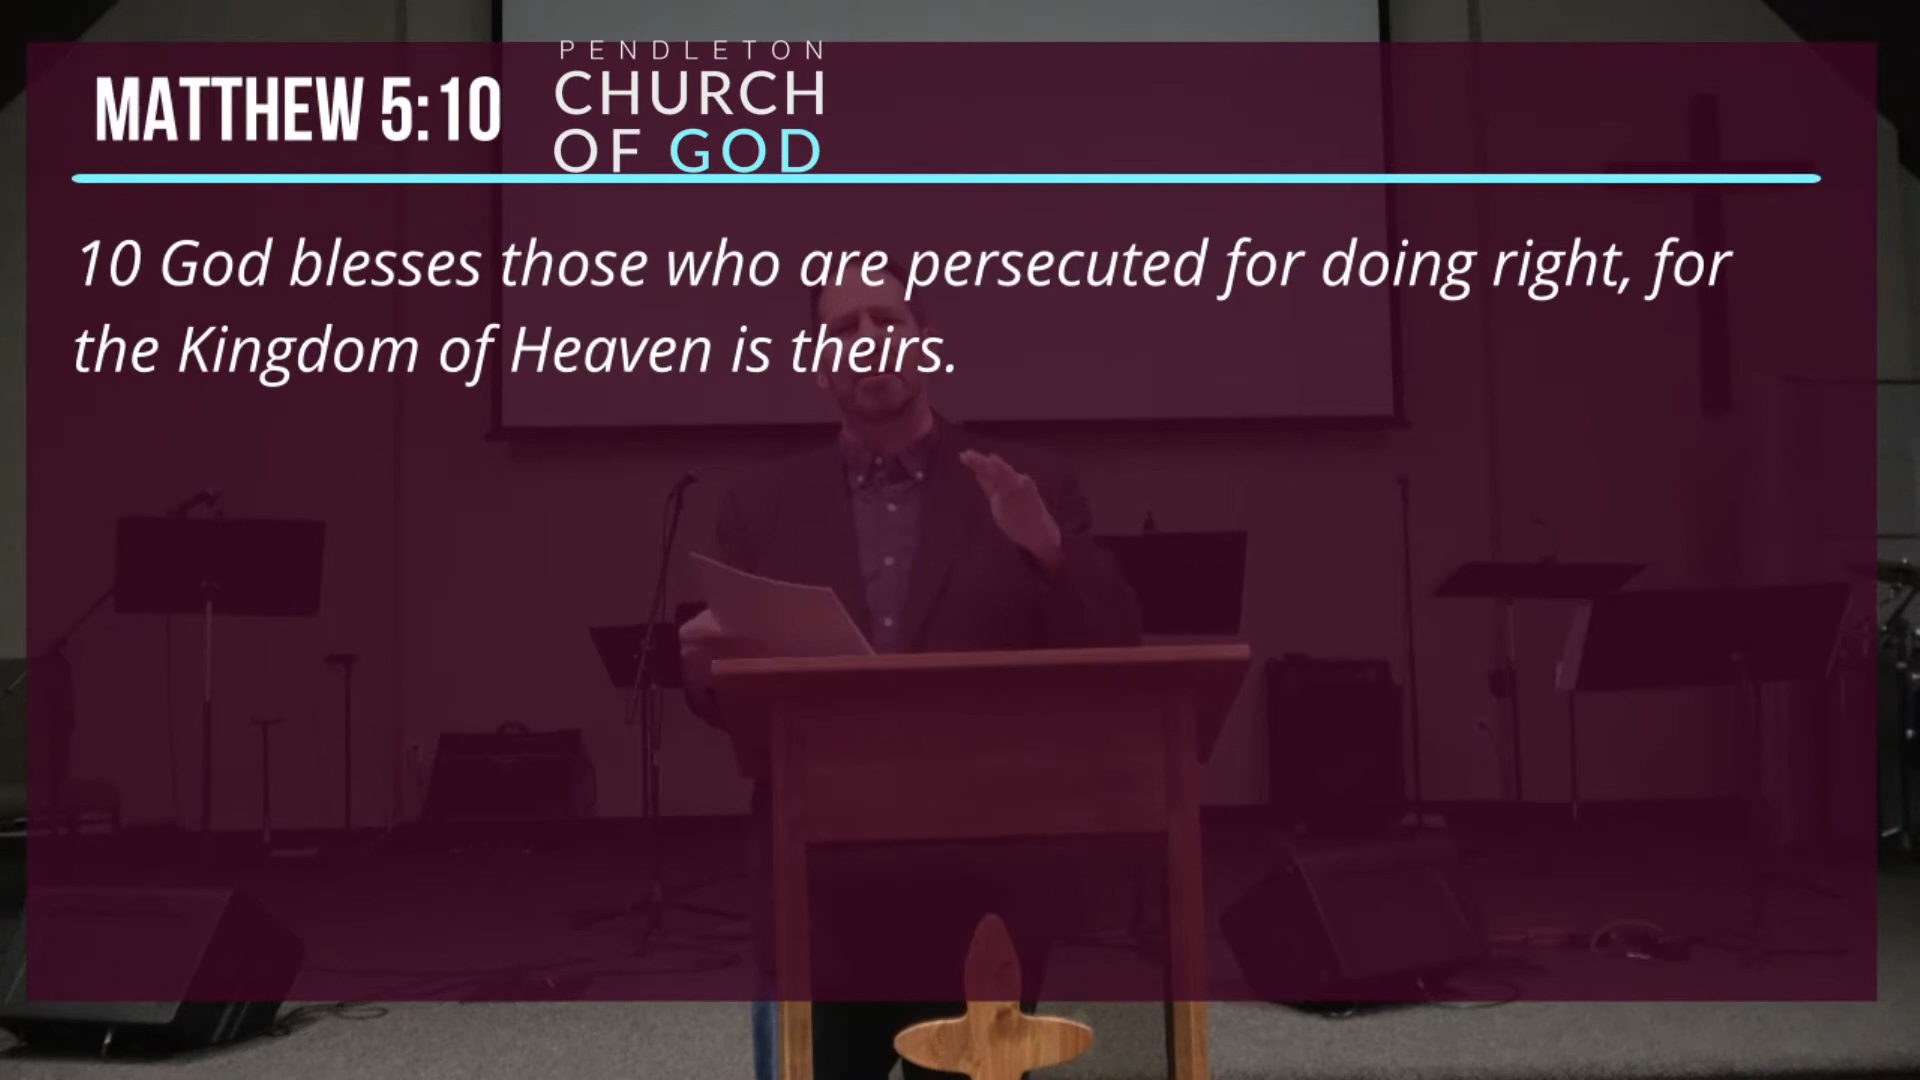 MATTHEW 5:10
PENDLETON
CHURCH
OF GOD
10 God blesses those who are persecuted for doing right, for
the Kingdom of Heaven is theirs.